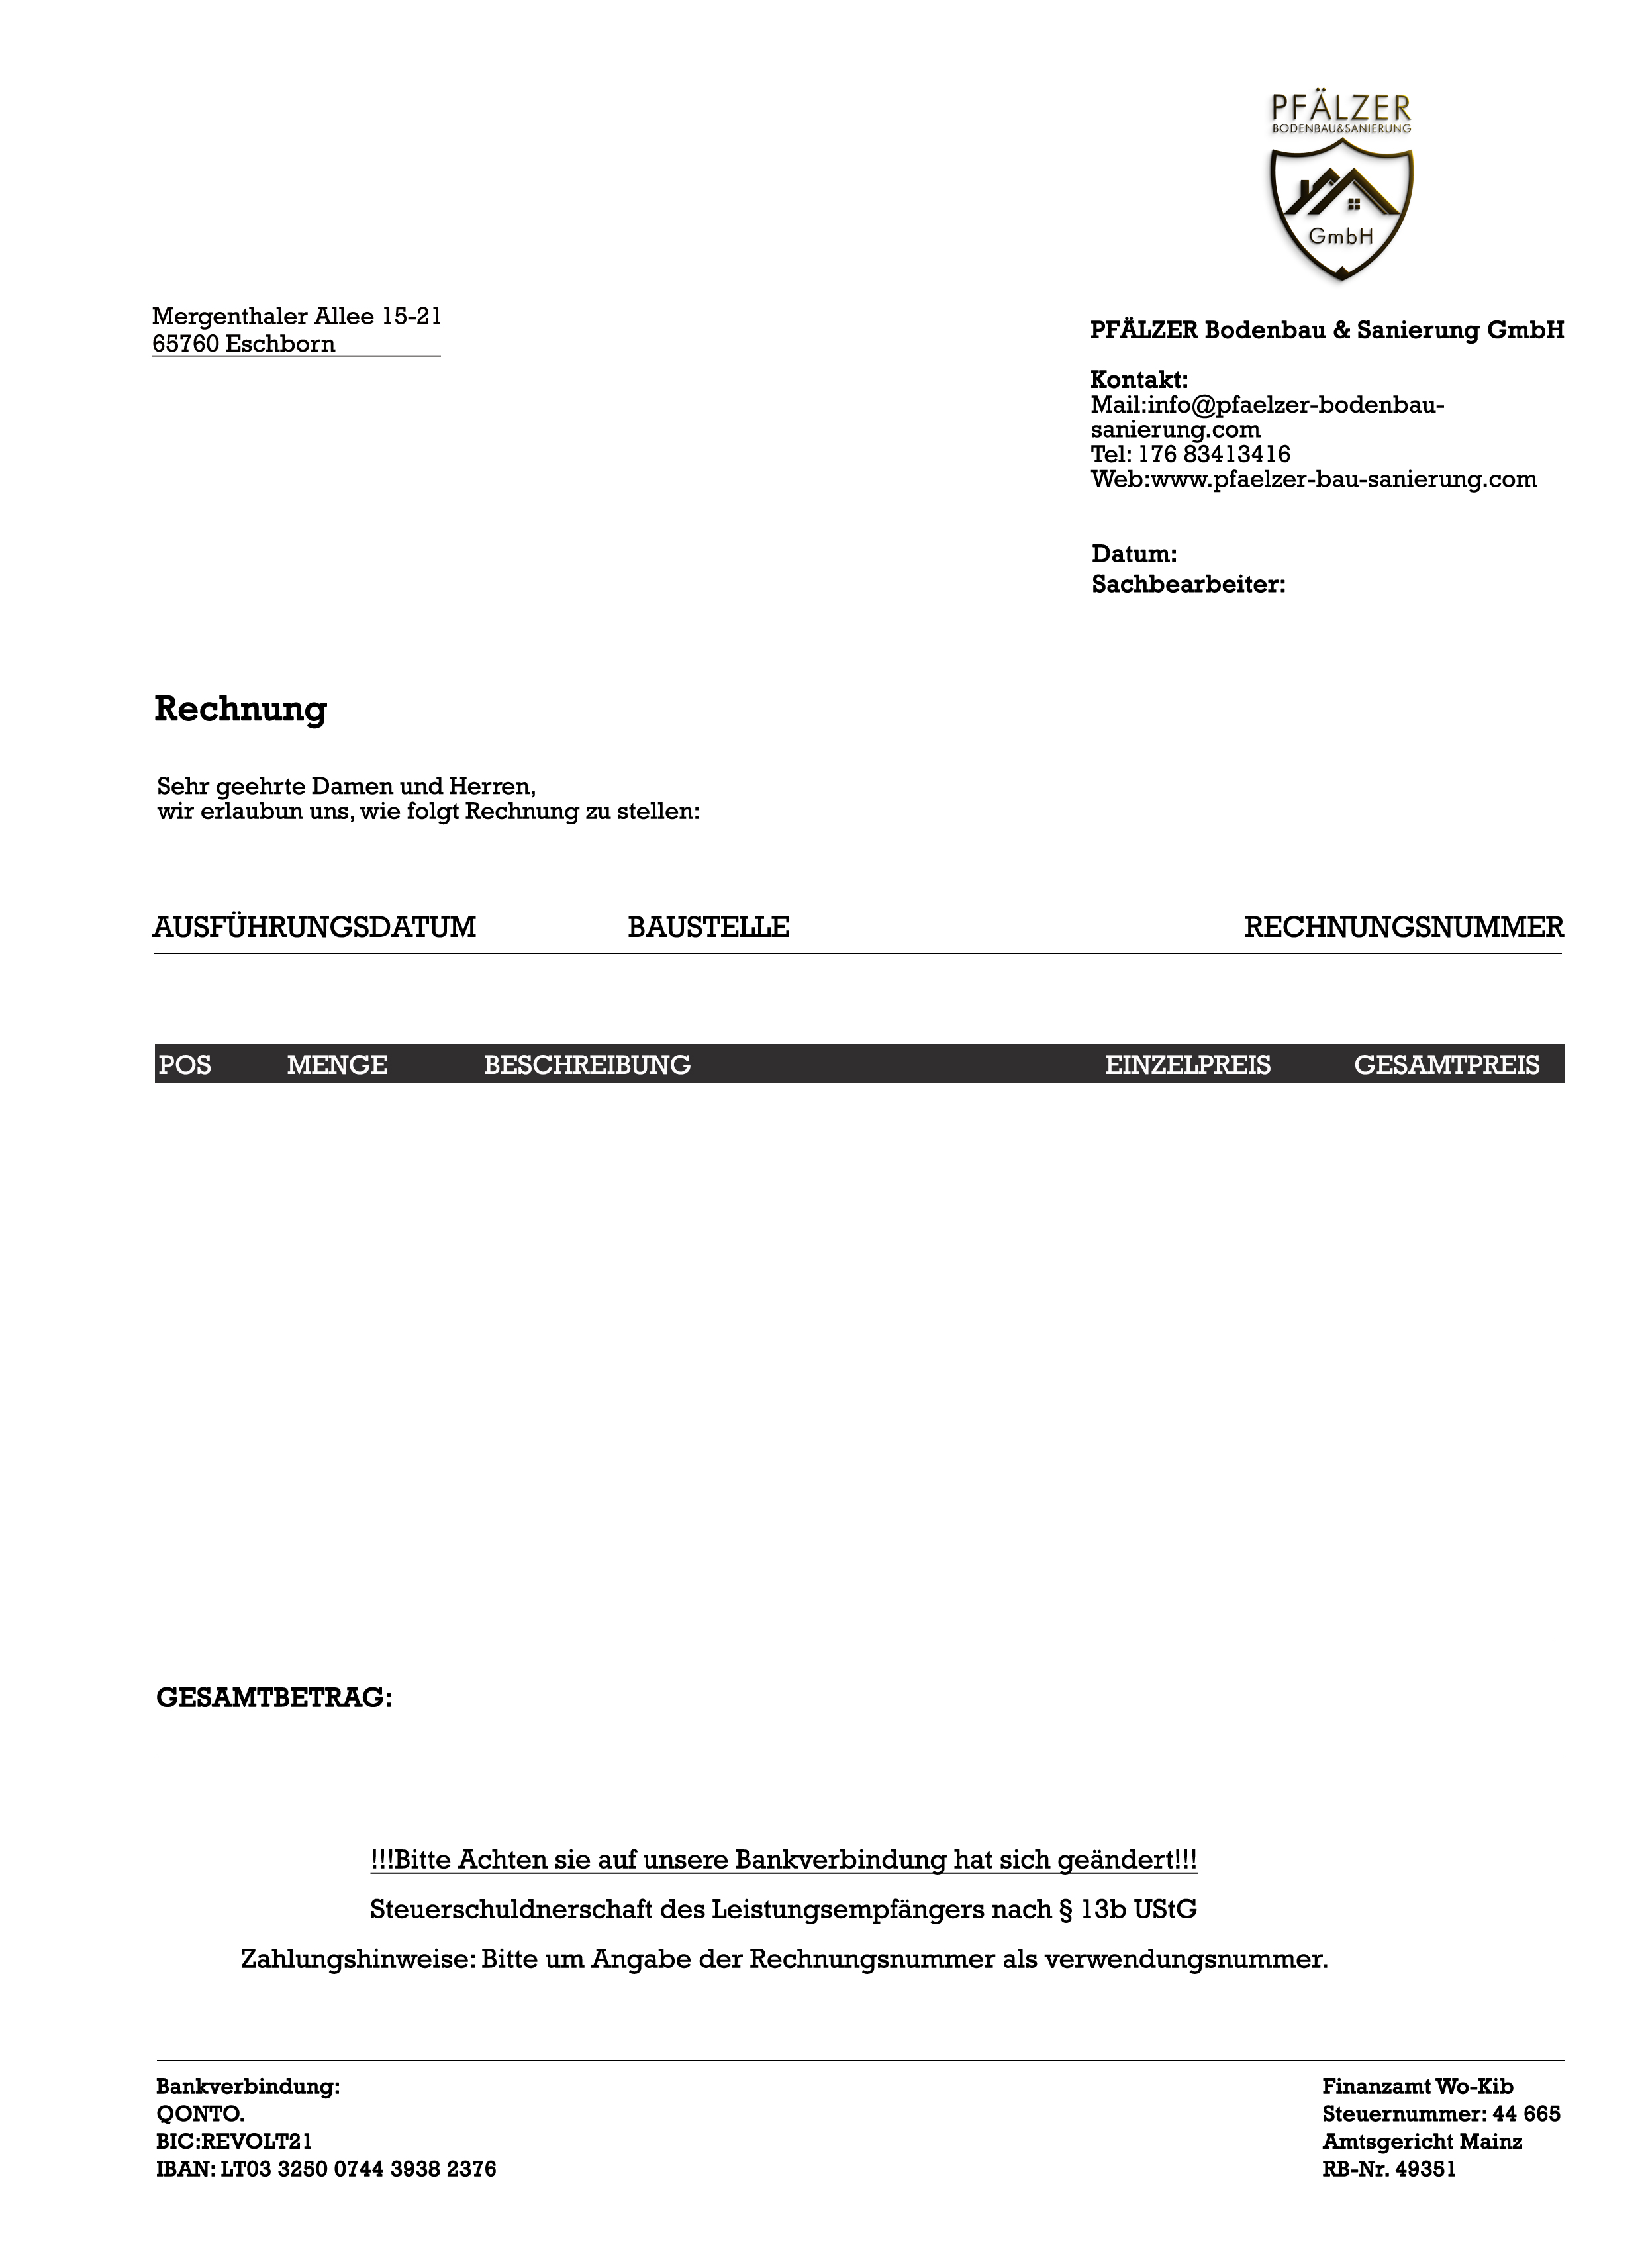 PFÄLZER
BODENBAU&SANIERUNG
GmbH
Mergenthaler Allee 15-21
65760 Eschborn
PFÄLZER Bodenbau & Sanierung GmbH
Kontakt:
Mail:info@pfaelzer-bodenbau-
sanierung.com
Tel: 176 83413416
Web:www.pfaelzer-bau-sanierung.com
Datum:
Sachbearbeiter:
Rechnung
Sehr geehrte Damen und Herren,
wir erlaubun uns, wie folgt Rechnung zu stellen:
AUSFÜHRUNGSDATUM BAUSTELLE RECHNUNGSNUMMER
POS MENGE BESCHREIBUNG EINZELPREIS GESAMTPREIS
GESAMTBETRAG:
!!!Bitte Achten sie auf unsere Bankverbindung hat sich geändert!!!
Steuerschuldnerschaft des Leistungsempfängers nach § 13b UStG
Zahlungshinweise: Bitte um Angabe der Rechnungsnummer als verwendungsnummer.
Bankverbindung:
QONTO.
BIC:REVOLT21
IBAN: LT03 3250 0744 3938 2376
Finanzamt Wo-Kib
Steuernummer: 44 665
Amtsgericht Mainz
RB-Nr. 49351